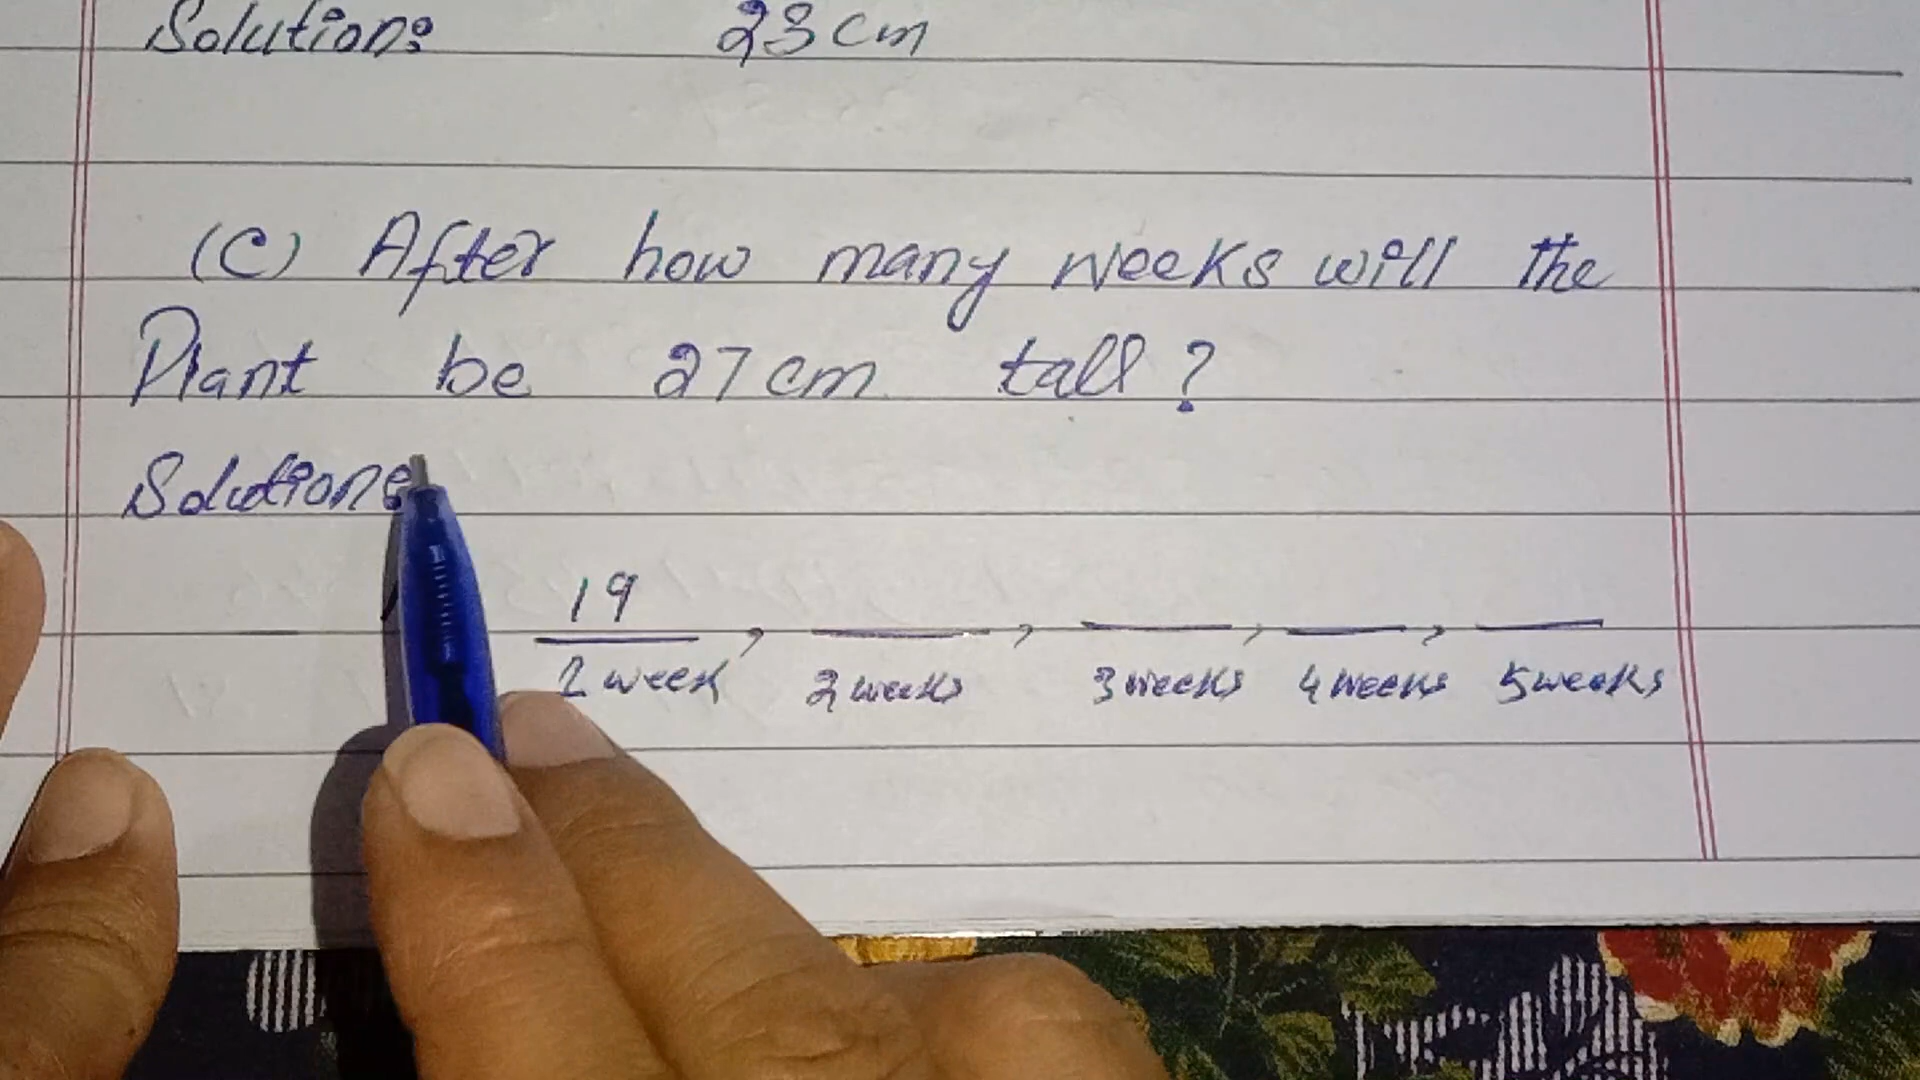 Solution: 23 cm
(C) After how many weeks will the
Plant be 27 cm tall?
Solution:
19
1 week, 2 weeks, 3 weeks, 4 weeks, 5 weeks